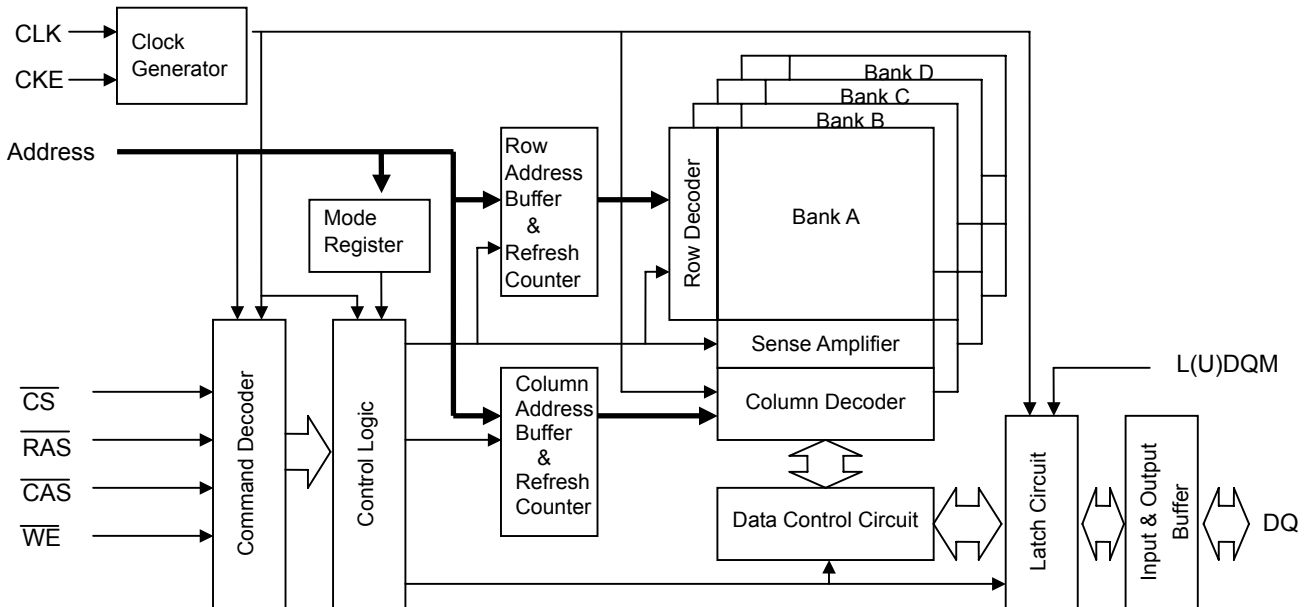 CLK
CKE
Clock
Generator
Address
Mode
Register
Row
Address
Buffer
&
Refresh
Counter
Bank D
Bank C
Bank B
Bank A
Row Decoder
Sense Amplifier
Column Decoder
L(U)DQM
CS
RAS
CAS
WE
Command Decoder
Control Logic
Column
Address
Buffer
&
Refresh
Counter
Data Control Circuit
Latch Circuit
Input & Output
Buffer
DQ